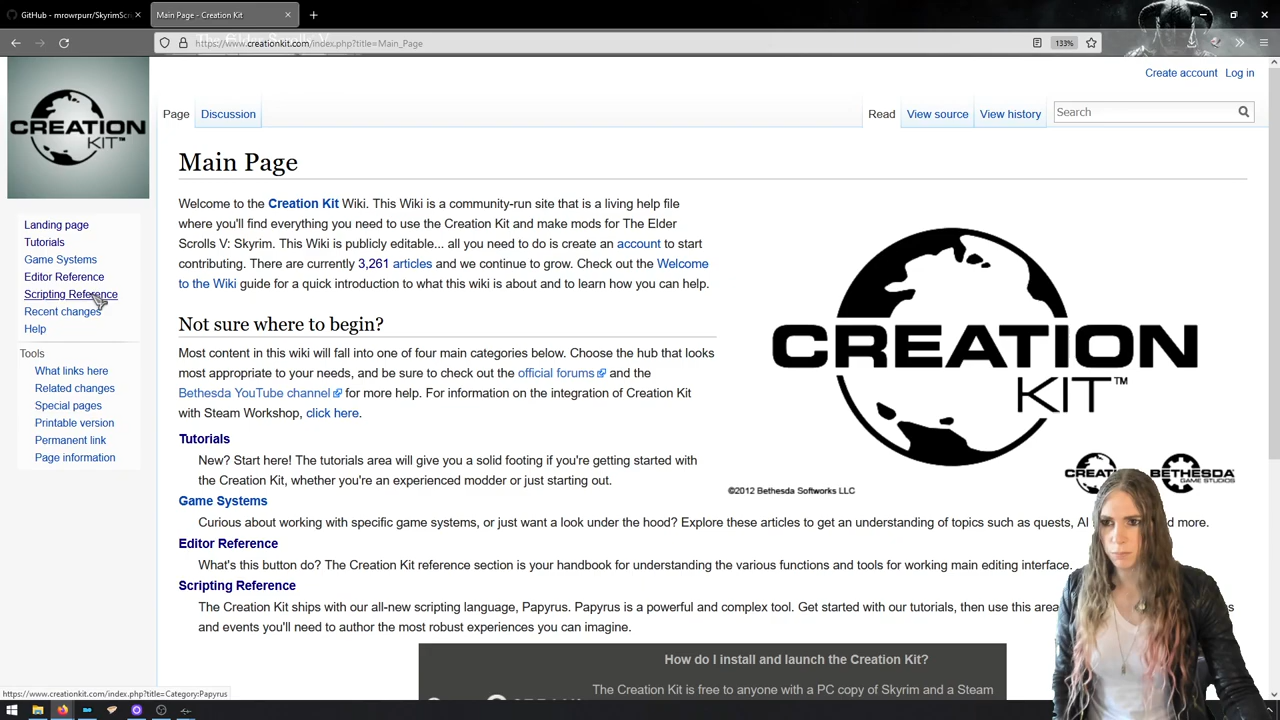 GitHub - mrowrpur/SkyrimScr
Main Page - Creation Kit
https://www.creationkit.com/index.php?title=Main_Page
133%
Create account Log in
CREATION
KIT™
Page Discussion Read View source View history Search
Main Page
Landing page
Tutorials
Game Systems
Editor Reference
Scripting Reference
Recent changes
Help
Tools
What links here
Related changes
Special pages
Printable version
Permanent link
Page information
Welcome to the Creation Kit Wiki. This Wiki is a community-run site that is a living help file
where you'll find everything you need to use the Creation Kit and make mods for The Elder
Scrolls V: Skyrim. This Wiki is publicly editable... all you need to do is create an account to start
contributing. There are currently 3,261 articles and we continue to grow. Check out the Welcome
to the Wiki guide for a quick introduction to what this wiki is about and to learn how you can help.
CREATION
KIT™
©2012 Bethesda Softworks LLC
BETHESDA
GAME STUDIOS
Not sure where to begin?
Most content in this wiki will fall into one of four main categories below. Choose the hub that looks
most appropriate to your needs, and be sure to check out the official forums and the
Bethesda YouTube channel for more help. For information on the integration of Creation Kit
with Steam Workshop, click here.
Tutorials
New? Start here! The tutorials area will give you a solid footing if you're getting started with
the Creation Kit, whether you're an experienced modder or just starting out.
Game Systems
Curious about working with specific game systems, or just want a look under the hood? Explore these articles to get an understanding of topics such as quests, AI more.
Editor Reference
What's this button do? The Creation Kit reference section is your handbook for understanding the various functions and tools for working main editing interface.
Scripting Reference
The Creation Kit ships with our all-new scripting language, Papyrus. Papyrus is a powerful and complex tool. Get started with our tutorials, then use this area
and events you'll need to author the most robust experiences you can imagine.
How do I install and launch the Creation Kit?
The Creation Kit is free to anyone with a PC copy of Skyrim and a Steam
https://www.creationkit.com/index.php?title=Category:Papyrus